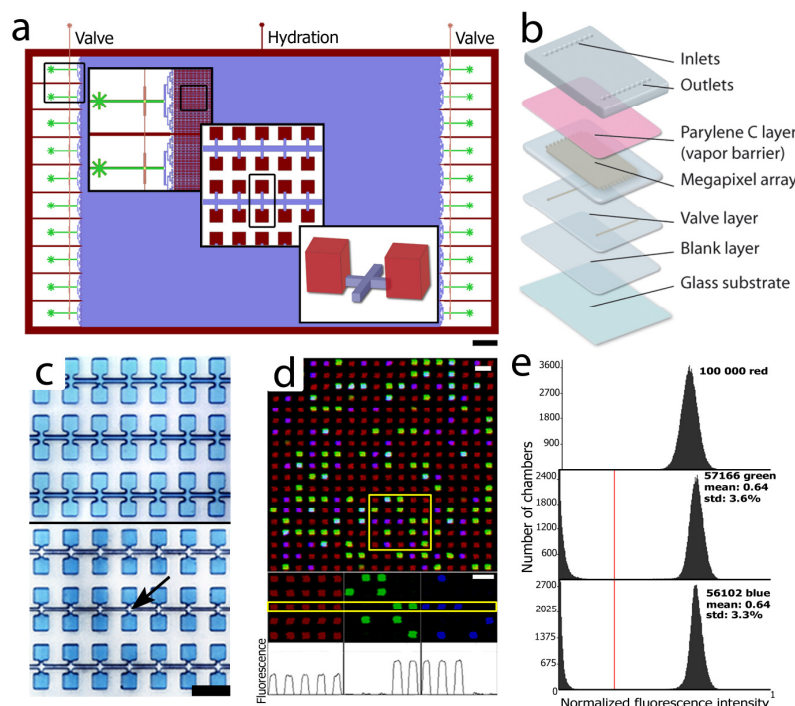 a
Valve
Hydration
Valve
b
Inlets
Outlets
Parylene C layer
(vapor barrier)
Megapixel array
Valve layer
Blank layer
Glass substrate
c
d
Fluorescence
e
Number of chambers
3600
2700
1800
900
100 000 red
2400
1800
1200
600
57166 green
mean: 0.64
std: 3.6%
2700
2025
1375
675
0
56102 blue
mean: 0.64
std: 3.3%
1
Normalized fluorescence intensity